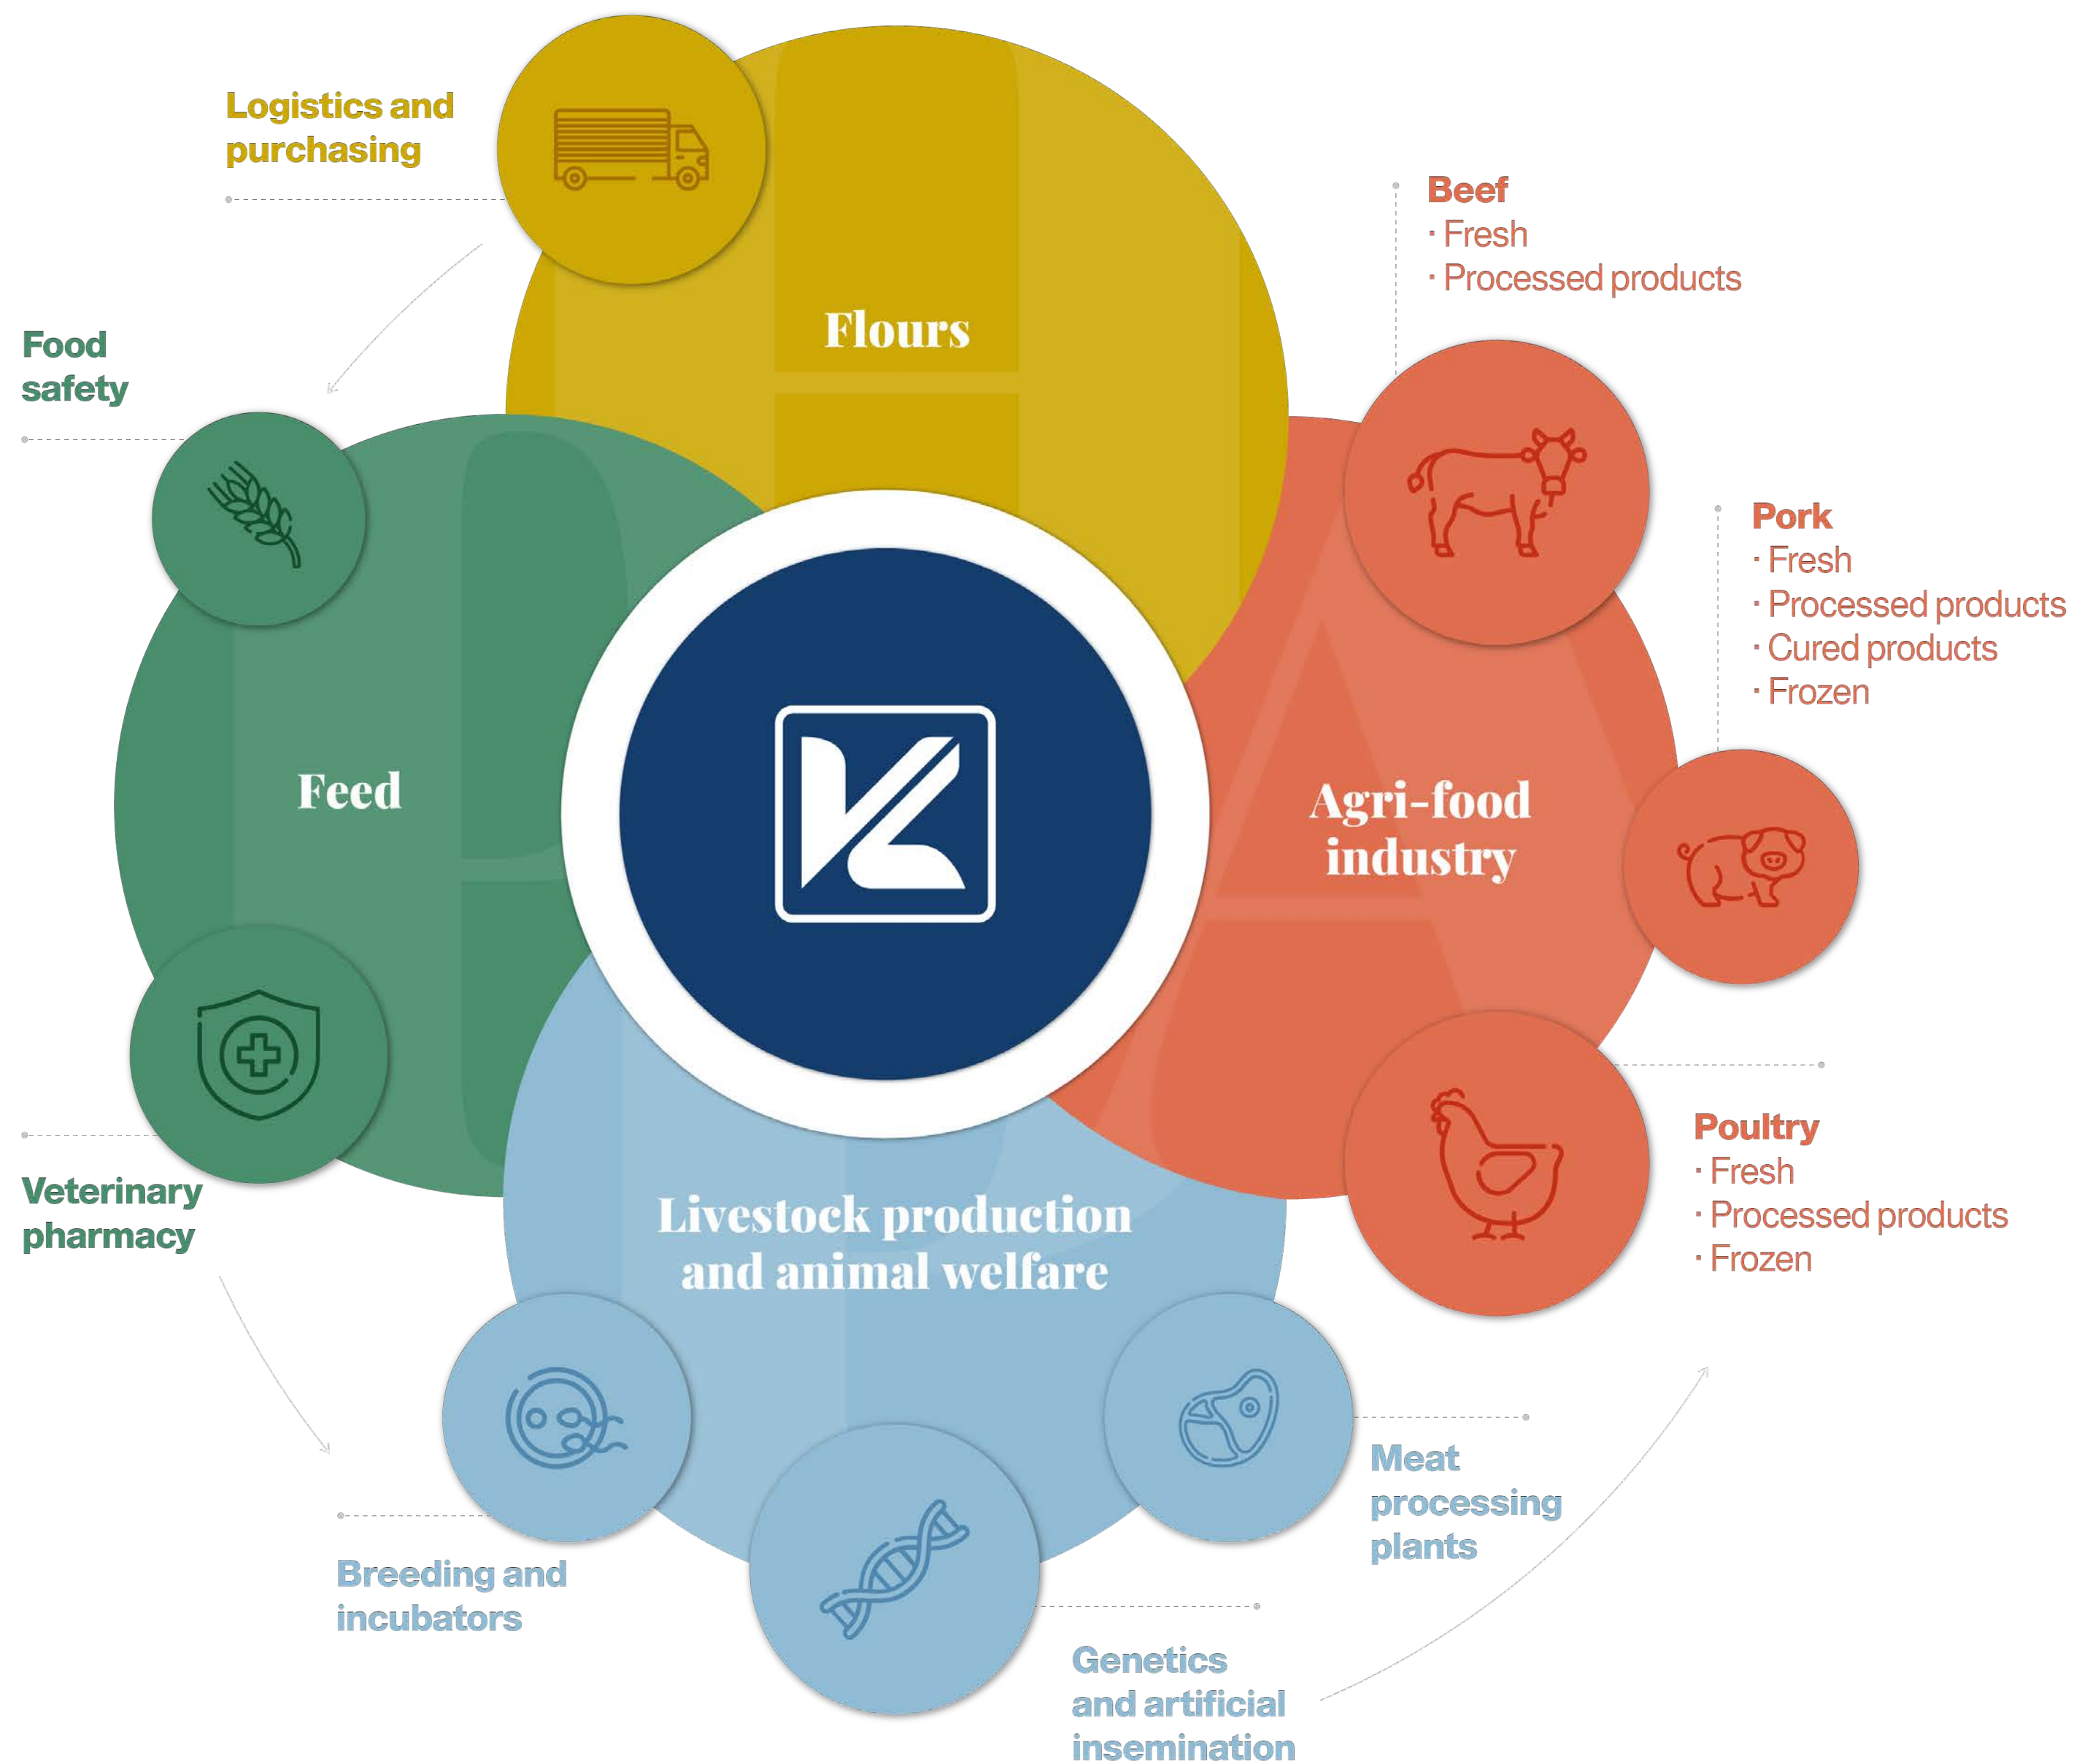 Logistics and
purchasing
Flours
Beef
· Fresh
· Processed products
Food
safety
Pork
· Fresh
· Processed products
· Cured products
· Frozen
Feed
Agri-food
industry
Poultry
· Fresh
· Processed products
· Frozen
Veterinary
pharmacy
Livestock production
and animal welfare
Meat
processing
plants
Breeding and
incubators
Genetics
and artificial
insemination